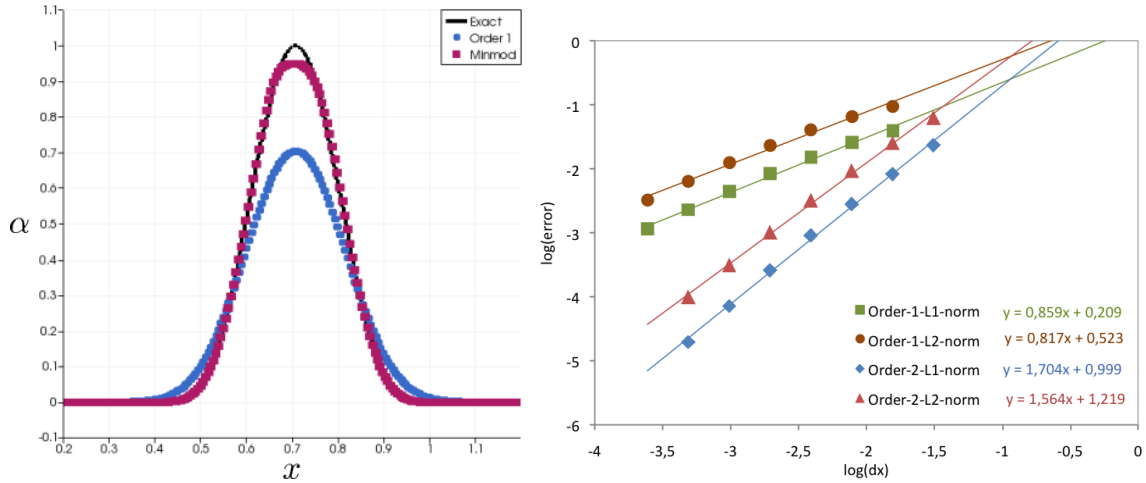 1.1
1
0.9
0.8
0.7
0.6
0.5
0.4
0.3
0.2
0.1
0
-0.1
α
Exact
Order 1
Minmod
0.2 0.3 0.4 0.5 0.6 0.7 0.8 0.9 1 1.1
x
0
-1
-2
-3
-4
-5
-6
log(error)
Order-1-L1-norm y = 0,859x + 0,209
Order-1-L2-norm y = 0,817x + 0,523
Order-2-L1-norm y = 1,704x + 0,999
Order-2-L2-norm y = 1,564x + 1,219
-4 -3,5 -3 -2,5 -2 -1,5 -1 -0,5 0
log(dx)